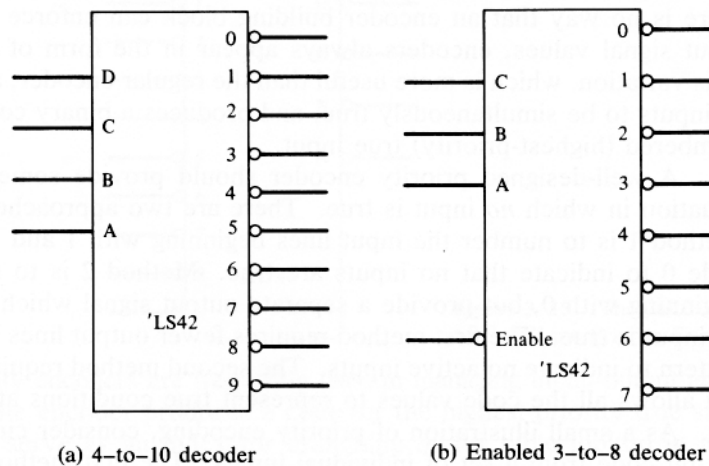 0
D
1
2
C
3
4
B
5
A
6
7
'LS42
8
9
(a) 4–to–10 decoder
0
C
1
B
2
A
3
4
5
Enable
6
'LS42
7
(b) Enabled 3–to–8 decoder